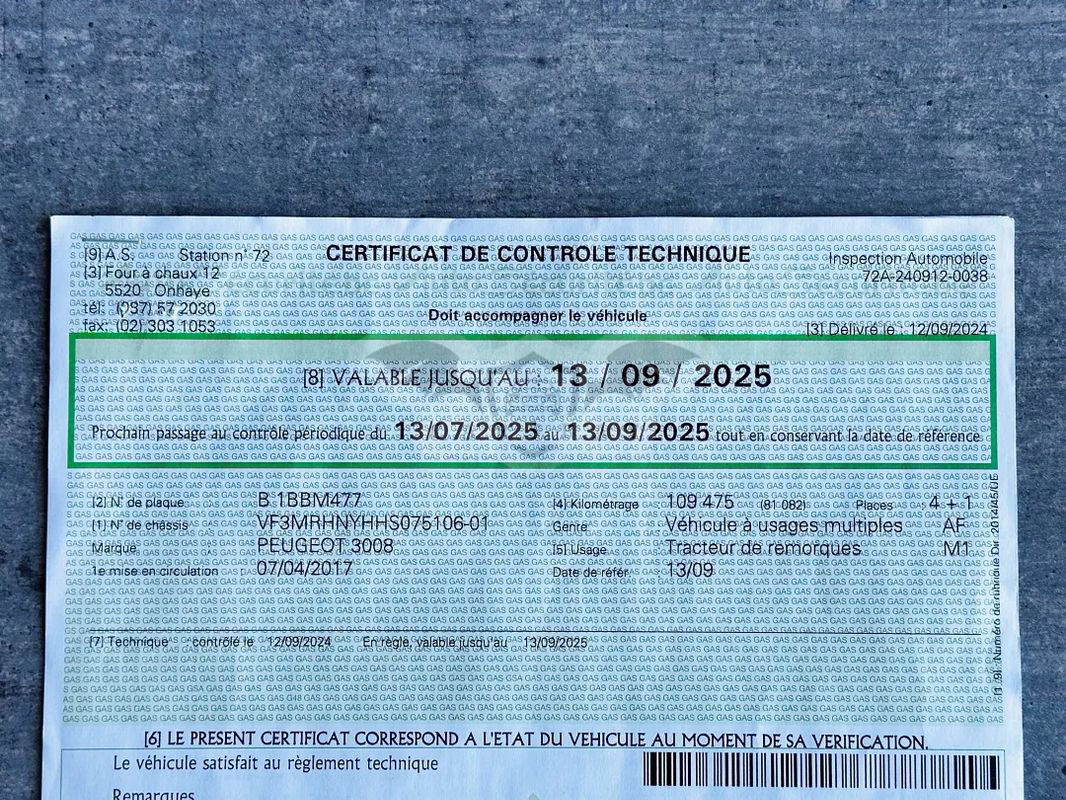 [9] A.S. Station n° 72 CERTIFICAT DE CONTROLE TECHNIQUE Inspection Automobile
[3] Four à chaux 12 72A-240912-0038
5520 Onhaye
tél: (097) 57 2030 Doit accompagner le véhicule
fax: (02) 303 1053 [3] Délivré le : 12/09/2024
[8] VALABLE JUSQU'AU : 13 / 09 / 2025
Prochain passage au contrôle périodique du 13/07/2025 au 13/09/2025 tout en conservant la date de référence
[2] N° de plaque B 1BBM477 [4] Kilométrage 109 475 (81 082) Places 4 + 1
[1] N° de châssis VF3MRHNYHHS075106-01 Genre Véhicule à usages multiples AF
Marque PEUGEOT 3008 [5] Usage Tracteur de remorques M1
1e mise en circulation 07/04/2017 Date de référ. 13/09
[7] Technique contrôlé le 12/09/2024 En règle, valable jusqu'au 13/09/2025
[6] LE PRESENT CERTIFICAT CORRESPOND A L'ETAT DU VEHICULE AU MOMENT DE SA VERIFICATION.
Le véhicule satisfait au règlement technique
Remarques